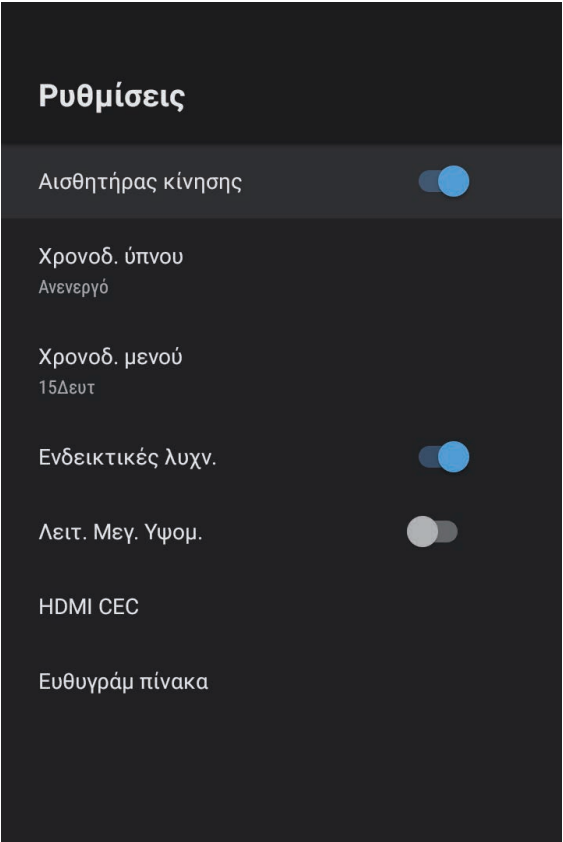 Ρυθμίσεις
Αισθητήρας κίνησης
Χρονοδ. ύπνου
Ανενεργό
Χρονοδ. μενού
15Δευτ
Ενδεικτικές λυχν.
Λειτ. Μεγ. Υψομ.
HDMI CEC
Ευθυγράμ πίνακα